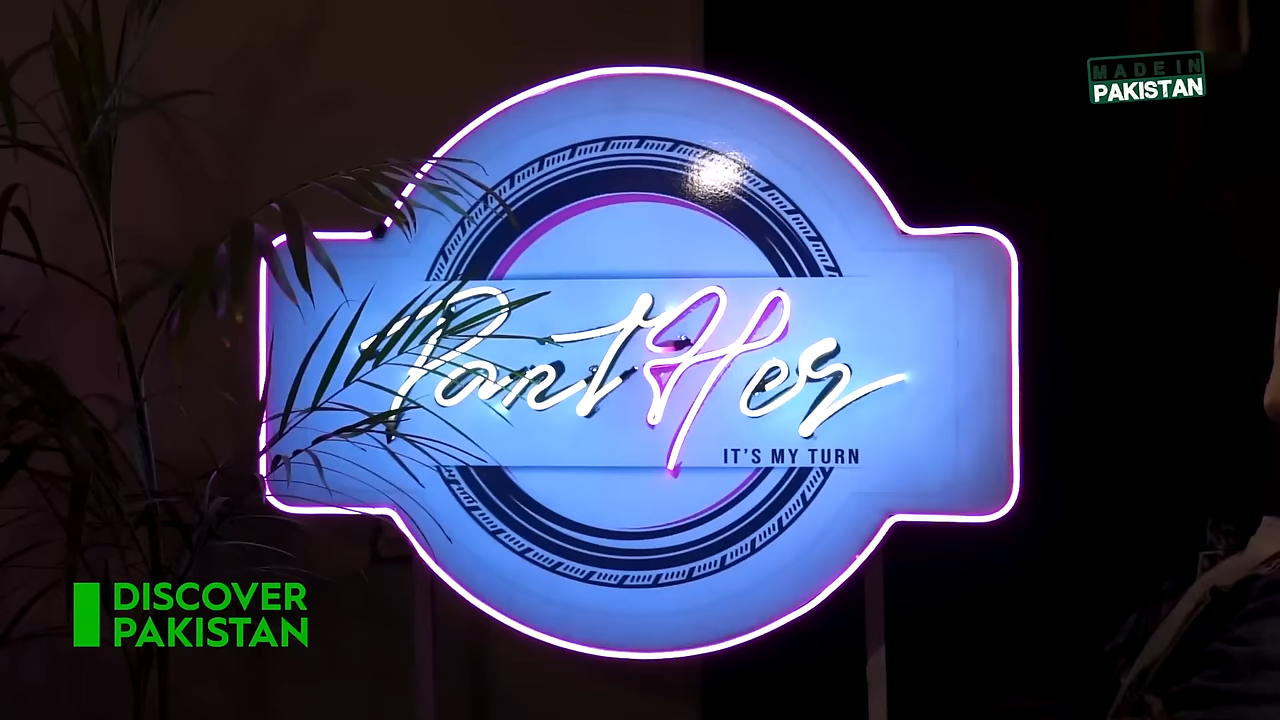 MADE IN
PAKISTAN
PantHer
IT'S MY TURN
DISCOVER
PAKISTAN